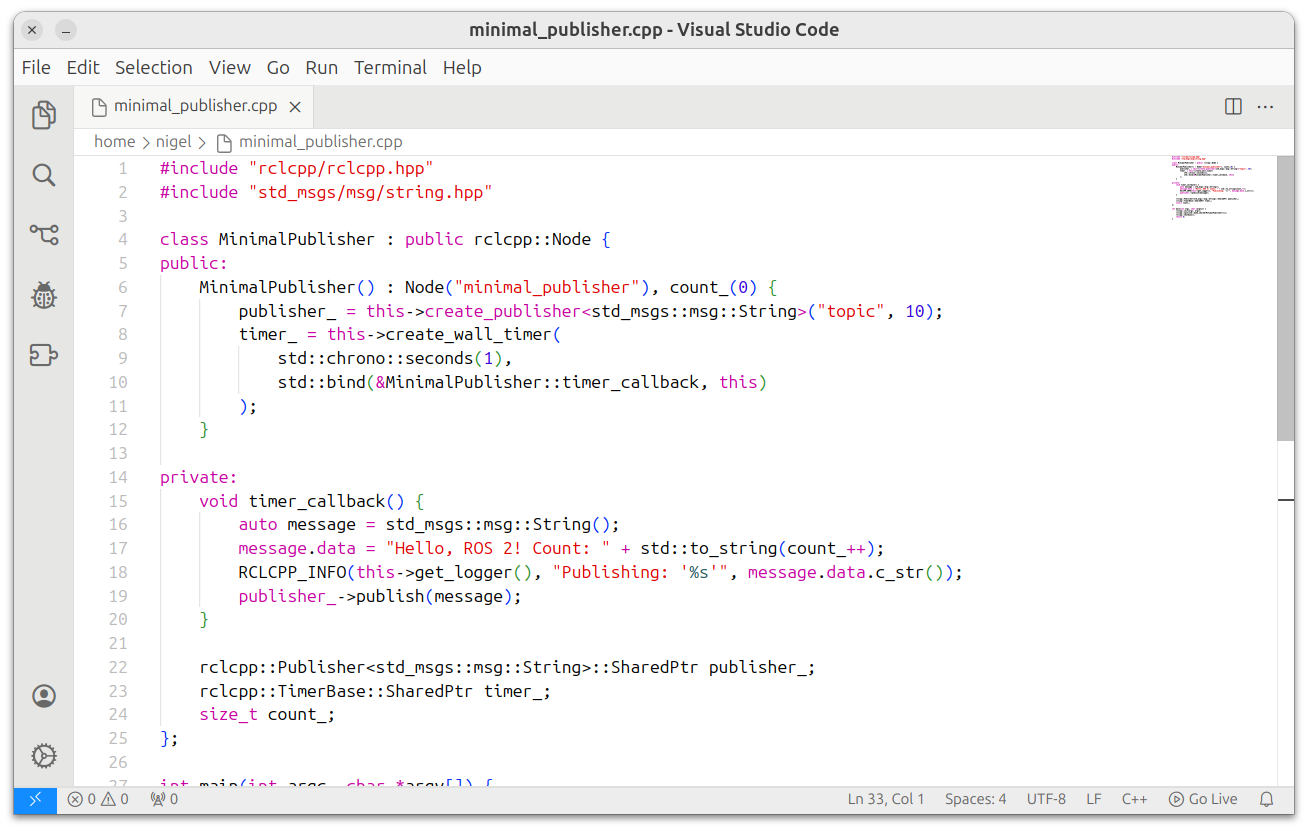 minimal_publisher.cpp - Visual Studio Code
File Edit Selection View Go Run Terminal Help
minimal_publisher.cpp
home > nigel > minimal_publisher.cpp
1 #include "rclcpp/rclcpp.hpp"
2 #include "std_msgs/msg/string.hpp"
3
4 class MinimalPublisher : public rclcpp::Node {
5 public:
6     MinimalPublisher() : Node("minimal_publisher"), count_(0) {
7         publisher_ = this->create_publisher<std_msgs::msg::String>("topic", 10);
8         timer_ = this->create_wall_timer(
9             std::chrono::seconds(1),
10             std::bind(&MinimalPublisher::timer_callback, this)
11         );
12     }
13
14 private:
15     void timer_callback() {
16         auto message = std_msgs::msg::String();
17         message.data = "Hello, ROS 2! Count: " + std::to_string(count_++);
18         RCLCPP_INFO(this->get_logger(), "Publishing: '%s'", message.data.c_str());
19         publisher_->publish(message);
20     }
21
22     rclcpp::Publisher<std_msgs::msg::String>::SharedPtr publisher_;
23     rclcpp::TimerBase::SharedPtr timer_;
24     size_t count_;
25 };
26
27 int main(int argc, char *argv[]) {
0 0 0 Ln 33, Col 1 Spaces: 4 UTF-8 LF C++ Go Live